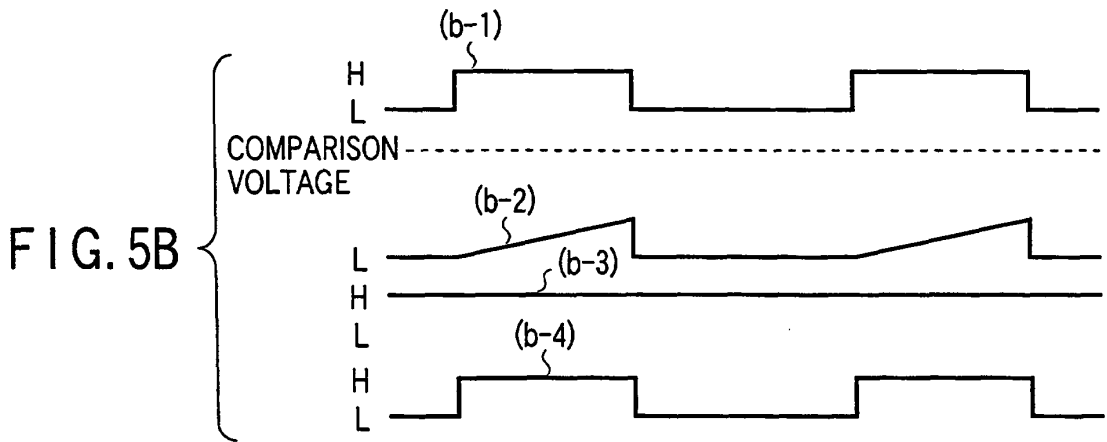 (b-1)
H
L
COMPARISON
VOLTAGE
(b-2)
FIG. 5B
L
(b-3)
H
L
(b-4)
H
L